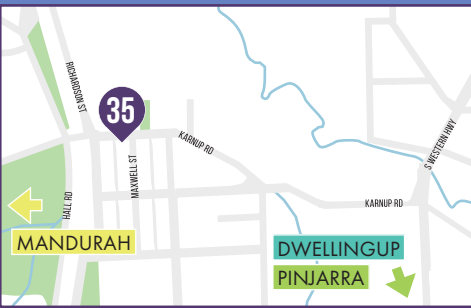 RICHARDSON ST
35
MAXWELL ST
KARNUP RD
S WESTERN HWY
HALL RD
KARNUP RD
MANDURAH
DWELLINGUP
PINJARRA